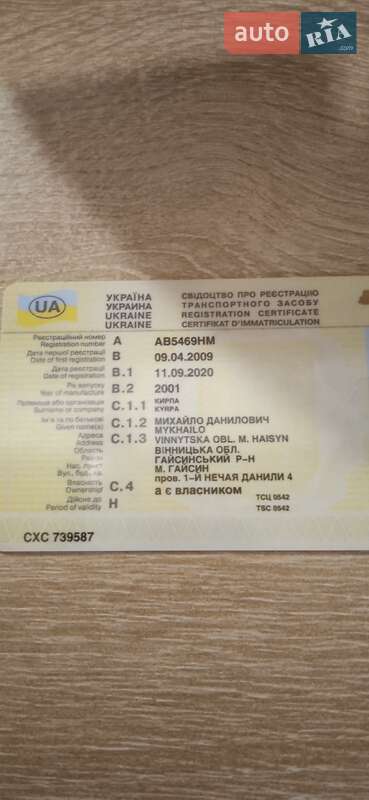 auto RIA .com
UA
УКРАЇНА
УКРАИНА
UKRAINE
UKRAINE
СВІДОЦТВО ПРО РЕЄСТРАЦІЮ
ТРАНСПОРТНОГО ЗАСОБУ
REGISTRATION CERTIFICATE
CERTIFIKAT D'IMMATRICULATION
Реєстраційний номер
Registration number A AB5469HM
Дата першої реєстрації
Date of first registration B 09.04.2009
Дата реєстрації
Date of registration B.1 11.09.2020
Рік випуску
Year of manufacture B.2 2001
Прізвище або організація
Surname or company C.1.1 КИРПА
KYRPA
Ім'я та по батькові
Given name(s) C.1.2 МИХАЙЛО ДАНИЛОВИЧ
MYKHAILO
Адреса
Address C.1.3 VINNYTSKA OBL. M. HAISYN
Область ВІННИЦЬКА ОБЛ.
Район ГАЙСИНСЬКИЙ Р-Н
Нас. пункт М. ГАЙСИН
Вул., буд., кв. пров. 1-Й НЕЧАЯ ДАНИЛИ 4
Власність
Ownership C.4 a є власником
Дійсне до
Period of validity H
ТСЦ 0542
TSC 0542
CXC 739587